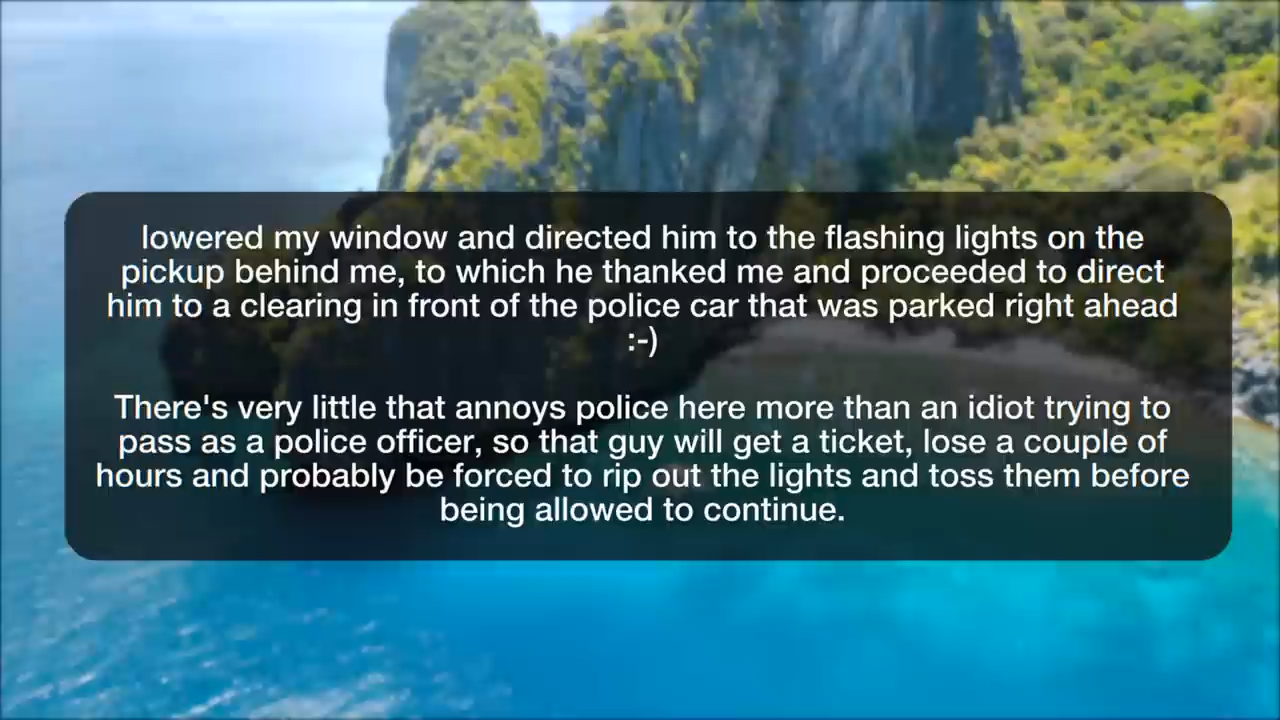 lowered my window and directed him to the flashing lights on the
pickup behind me, to which he thanked me and proceeded to direct
him to a clearing in front of the police car that was parked right ahead
:-)
There's very little that annoys police here more than an idiot trying to
pass as a police officer, so that guy will get a ticket, lose a couple of
hours and probably be forced to rip out the lights and toss them before
being allowed to continue.